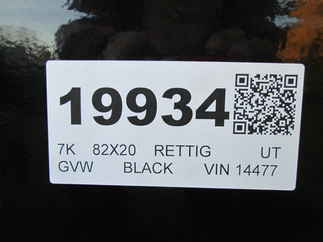 19934
7K 82X20 RETTIG UT
GVW BLACK VIN 14477